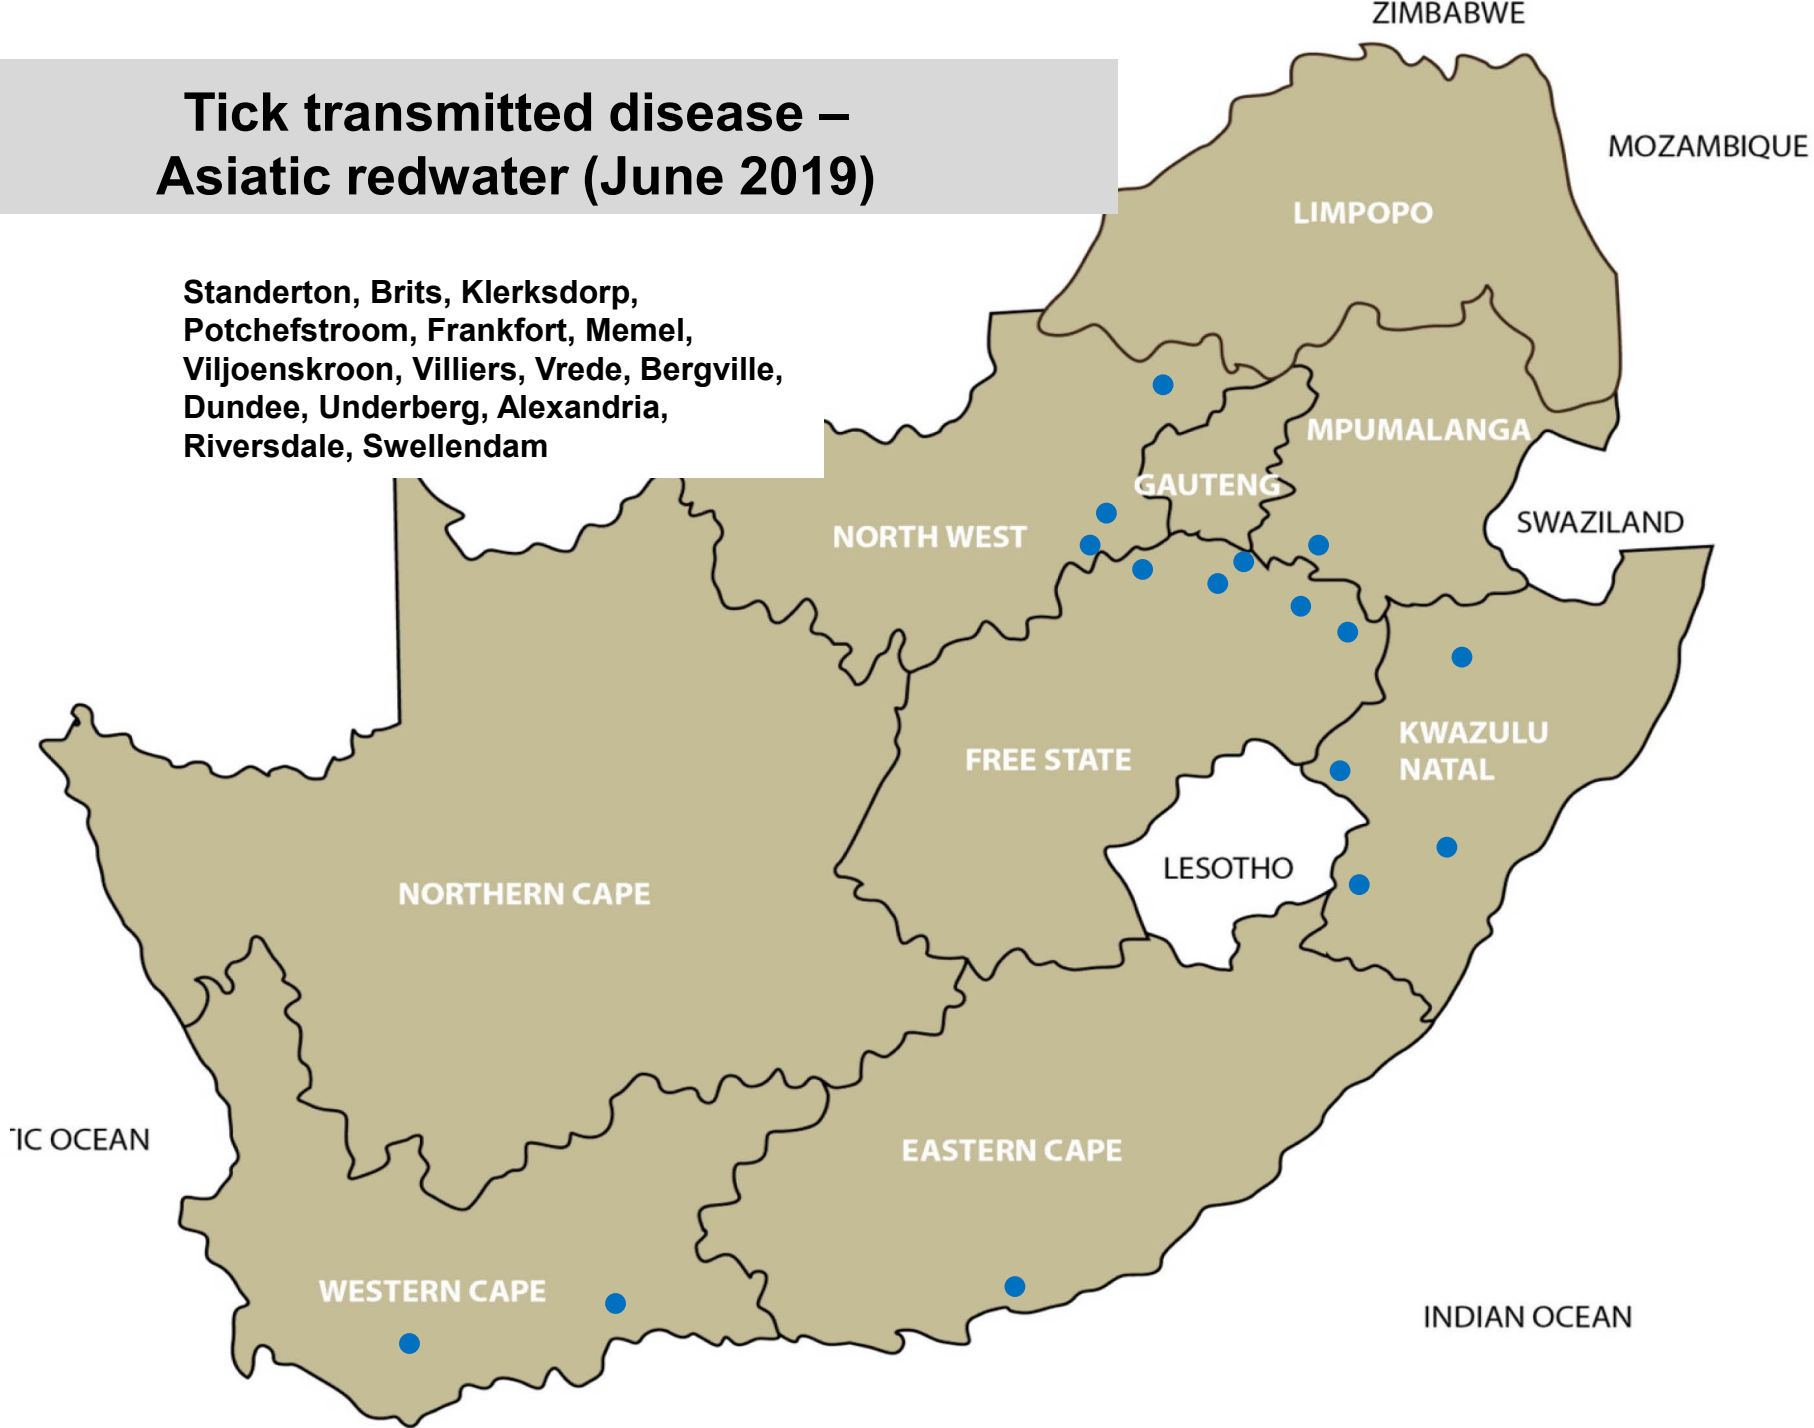 ZIMBABWE
Tick transmitted disease –
Asiatic redwater (June 2019)
MOZAMBIQUE
LIMPOPO
Standerton, Brits, Klerksdorp,
Potchefstroom, Frankfort, Memel,
Viljoenskroon, Villiers, Vrede, Bergville,
Dundee, Underberg, Alexandria,
Riversdale, Swellendam
MPUMALANGA
GAUTENG
NORTH WEST
SWAZILAND
KWAZULU
NATAL
FREE STATE
LESOTHO
NORTHERN CAPE
TIC OCEAN
EASTERN CAPE
WESTERN CAPE
INDIAN OCEAN